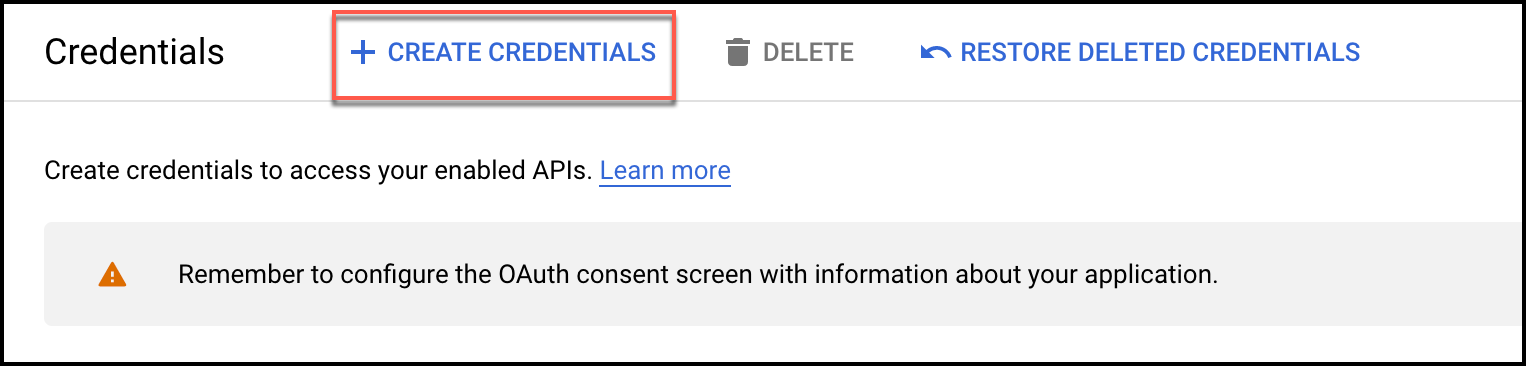 Credentials + CREATE CREDENTIALS DELETE RESTORE DELETED CREDENTIALS
Create credentials to access your enabled APIs. Learn more
Remember to configure the OAuth consent screen with information about your application.